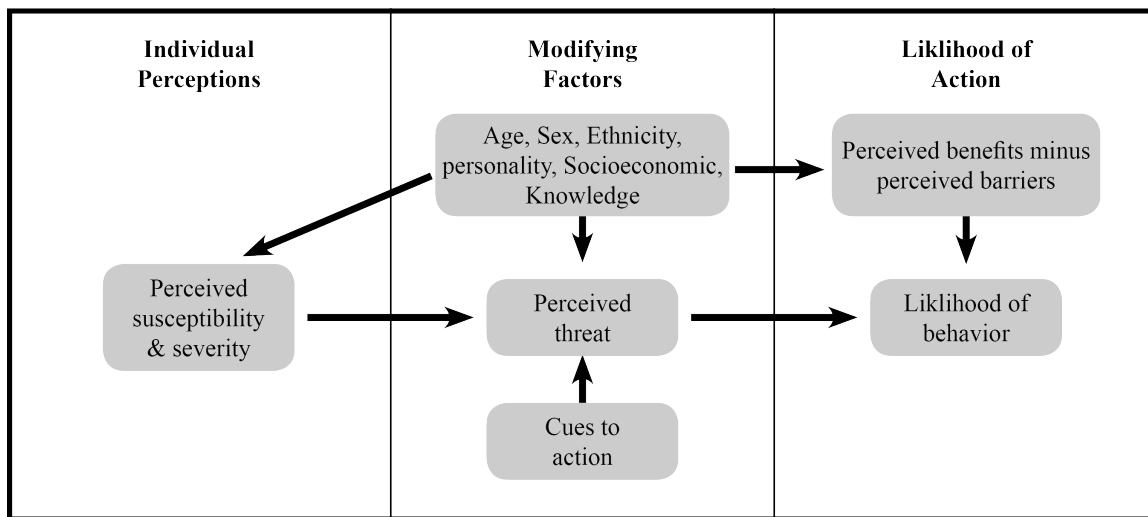 Individual
Perceptions
Modifying
Factors
Liklihood of
Action
Age, Sex, Ethnicity,
personality, Socioeconomic,
Knowledge
Perceived benefits minus
perceived barriers
Perceived
susceptibility
& severity
Perceived
threat
Liklihood of
behavior
Cues to
action